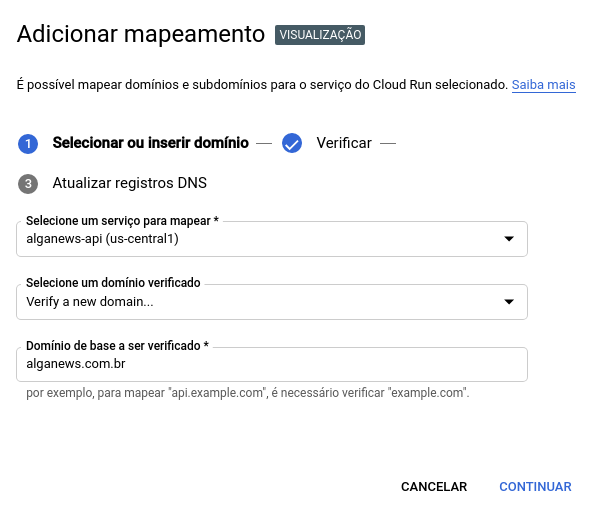 Adicionar mapeamento VISUALIZAÇÃO
É possível mapear domínios e subdomínios para o serviço do Cloud Run selecionado. Saiba mais
1 Selecionar ou inserir domínio — Verificar —
3 Atualizar registros DNS
Selecione um serviço para mapear *
alganews-api (us-central1)
Selecione um domínio verificado
Verify a new domain...
Domínio de base a ser verificado *
alganews.com.br
por exemplo, para mapear "api.example.com", é necessário verificar "example.com".
CANCELAR CONTINUAR